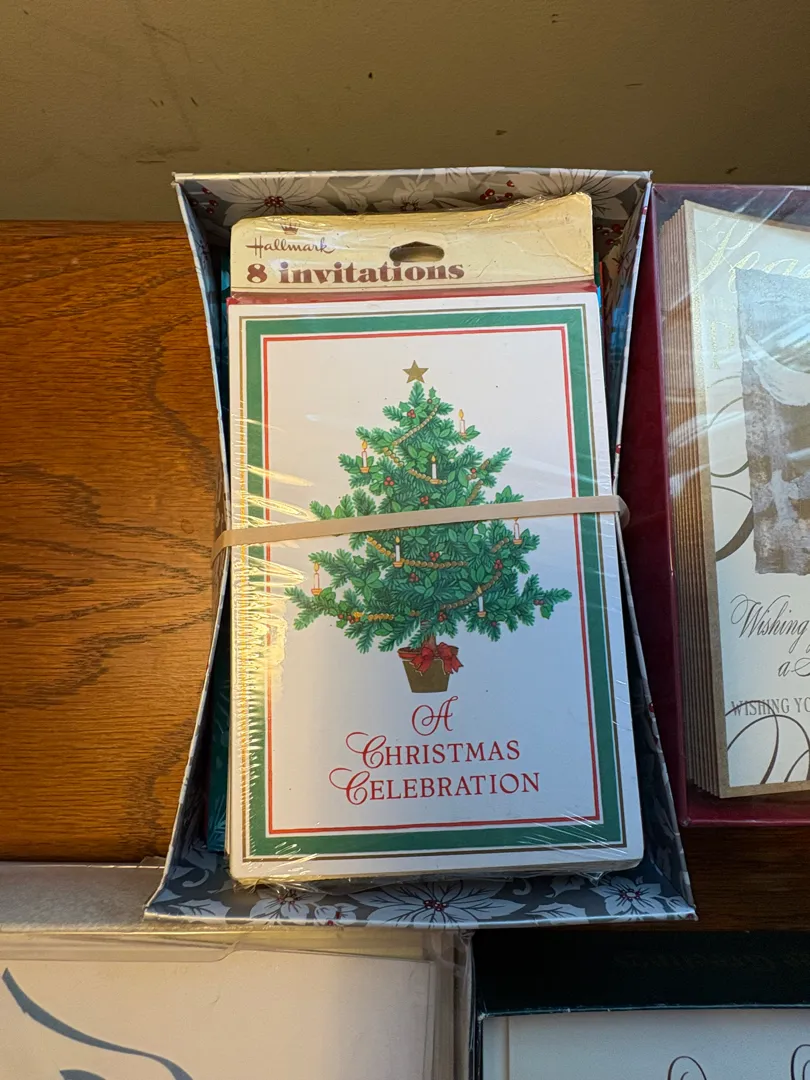 Hallmark
8 invitations
A
CHRISTMAS
CELEBRATION
Wishing
a
WISHING YO